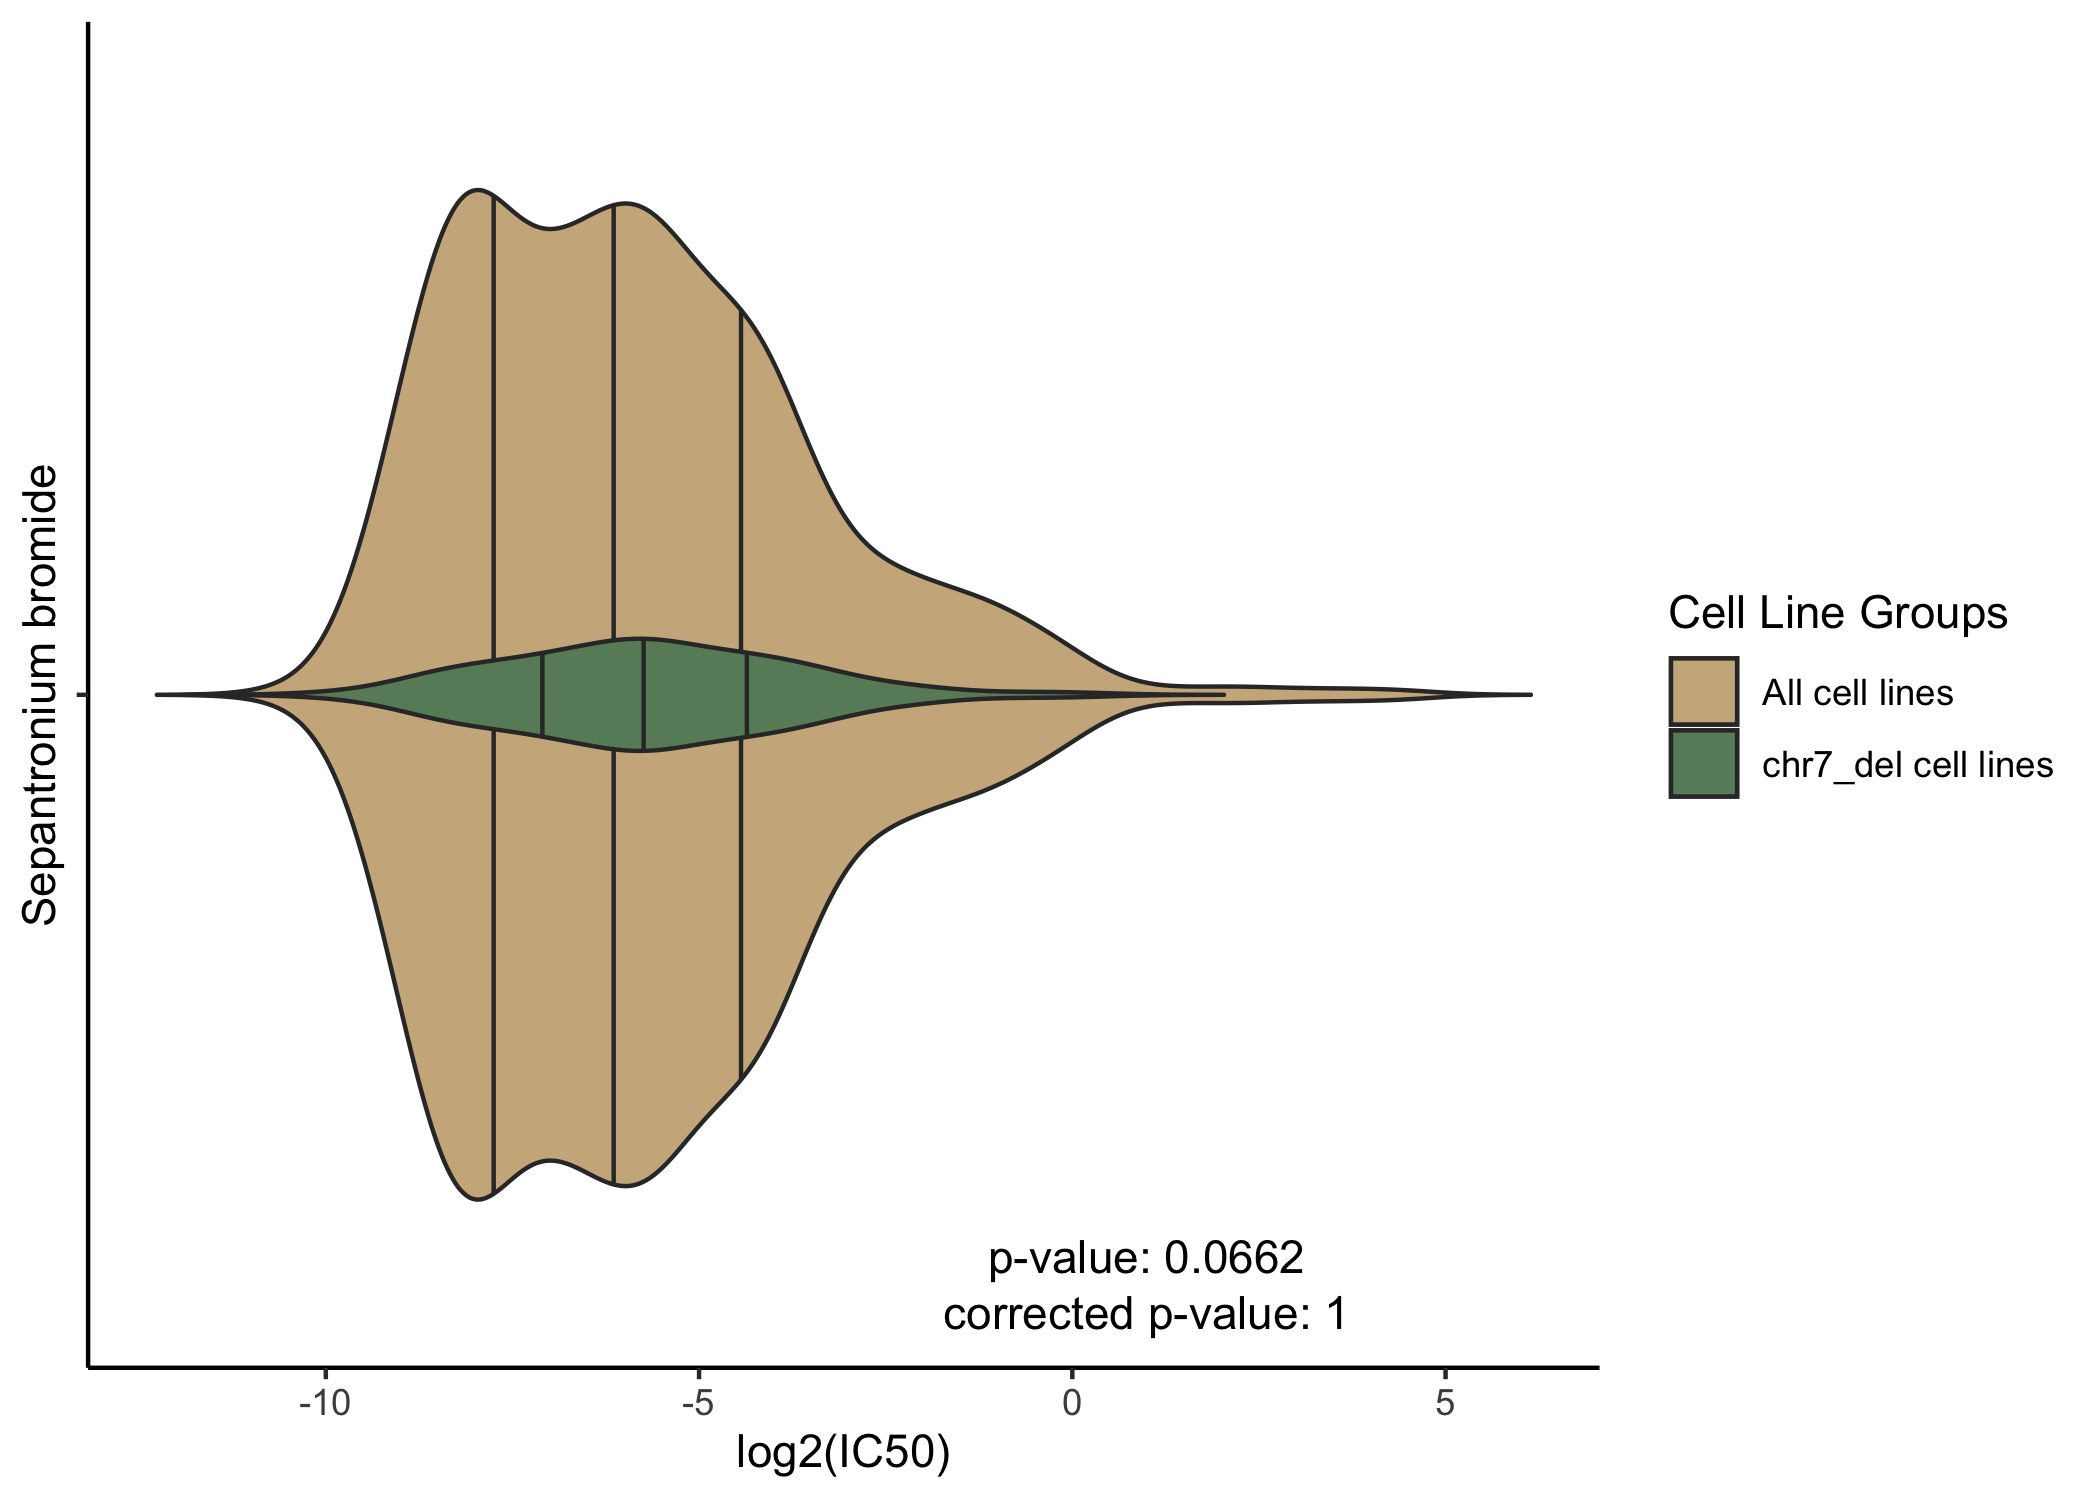 Septantronium bromide
Cell Line Groups
All cell lines
chr7_del cell lines
p-value: 0.0662
corrected p-value: 1
-10
-5
0
5
log2(IC50)